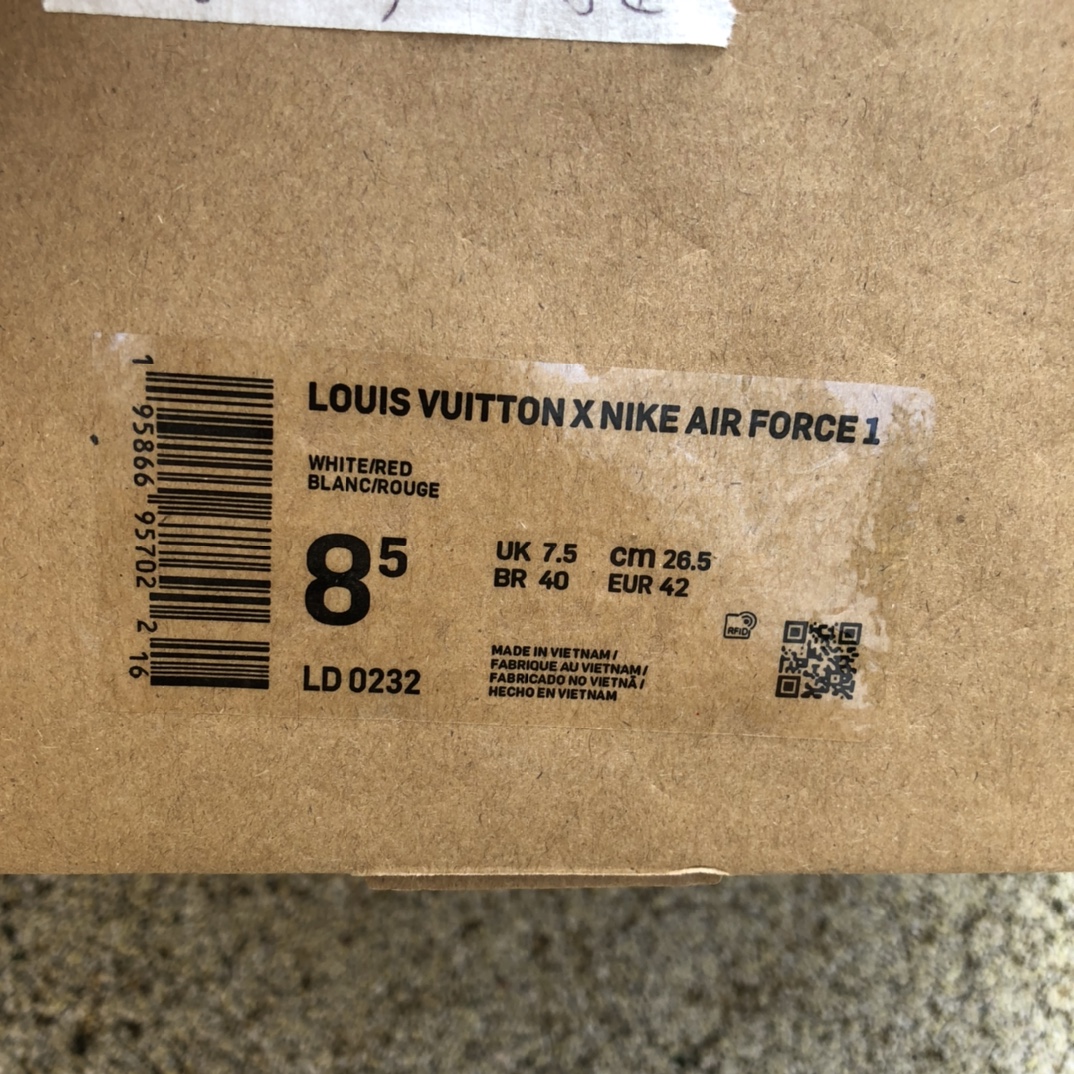 LOUIS VUITTON X NIKE AIR FORCE 1
WHITE/RED
BLANC/ROUGE
8 5
UK 7.5 cm 26.5
BR 40 EUR 42
RFID
LD 0232
MADE IN VIETNAM /
FABRIQUE AU VIETNAM /
FABRICADO NO VIETNÃ /
HECHO EN VIETNAM
1 95866 95702 2 16